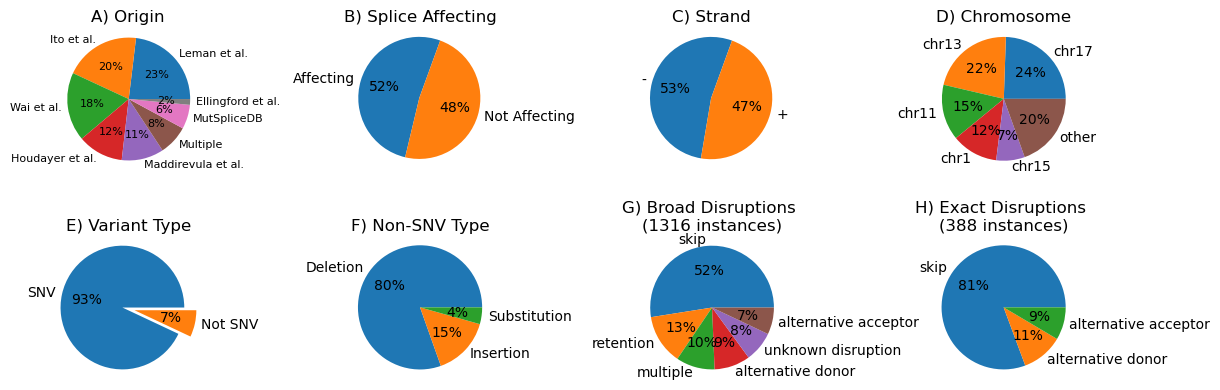 A) Origin
Ito et al.
Leman et al.
20%
23%
Wai et al.
18%
2%
Ellingford et al.
6%
MutSpliceDB
12%
11%
8%
Multiple
Houdayer et al.
Maddirevula et al.
B) Splice Affecting
Affecting
52%
48%
Not Affecting
C) Strand
-
53%
47%
+
D) Chromosome
chr13
chr17
22%
24%
chr11
15%
12%
7%
20%
other
chr1
chr15
E) Variant Type
SNV
93%
7%
Not SNV
F) Non-SNV Type
Deletion
80%
4%
Substitution
15%
Insertion
G) Broad Disruptions
(1316 instances)
skip
52%
retention
13%
10%
9%
8%
7%
alternative acceptor
unknown disruption
multiple
alternative donor
H) Exact Disruptions
(388 instances)
skip
81%
9%
alternative acceptor
11%
alternative donor